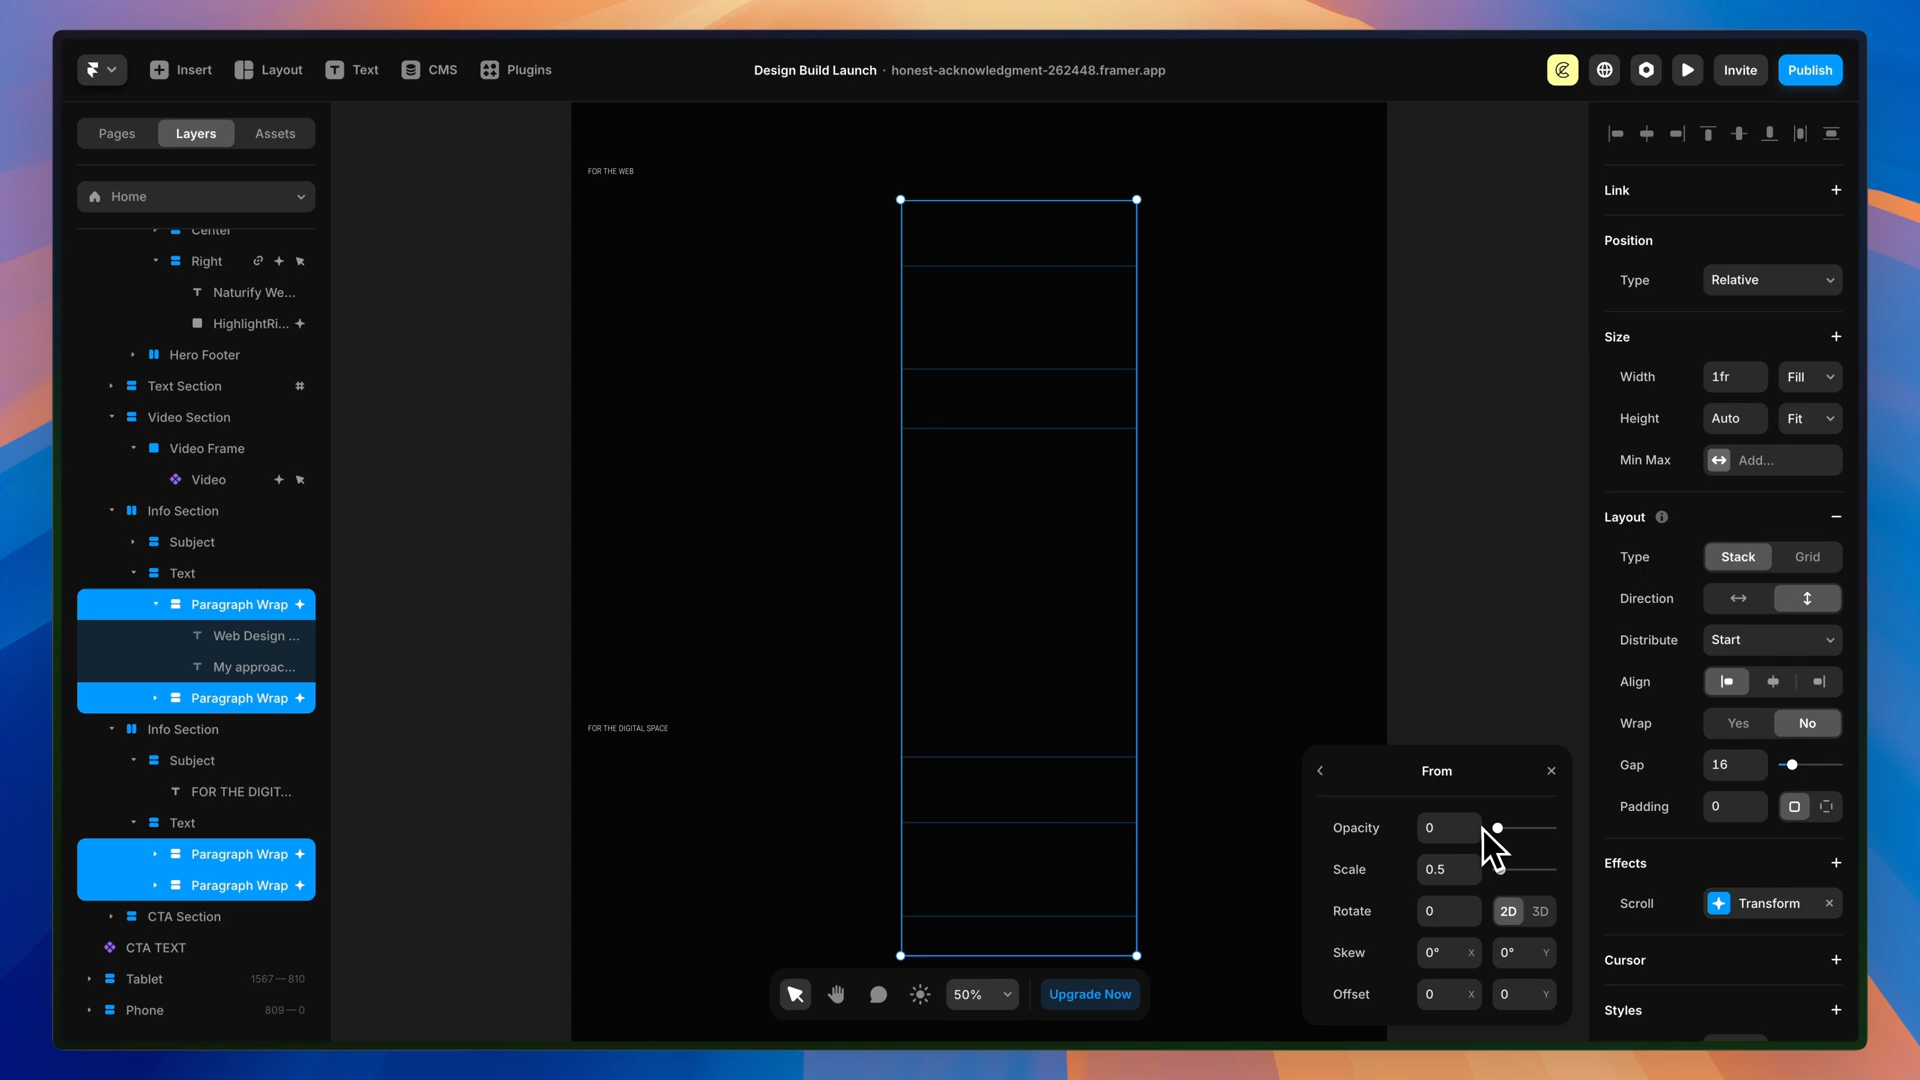 Insert
Layout
Text
CMS
Plugins
Design Build Launch · honest-acknowledgment-262448.framer.app
Invite
Publish
Pages
Layers
Assets
Home
Center
Right
Naturify We...
HighlightRi...
Hero Footer
Text Section
Video Section
Video Frame
Video
Info Section
Subject
Text
Paragraph Wrap
Web Design ...
My approac...
Paragraph Wrap
Info Section
Subject
FOR THE DIGIT...
Text
Paragraph Wrap
Paragraph Wrap
CTA Section
CTA TEXT
Tablet 1567—810
Phone 809—0
FOR THE WEB
FOR THE DIGITAL SPACE
50%
Upgrade Now
From
Opacity 0
Scale 0.5
Rotate 0 2D 3D
Skew 0° X 0° Y
Offset 0 X 0 Y
Link
Position
Type Relative
Size
Width 1fr Fill
Height Auto Fit
Min Max Add...
Layout
Type Stack Grid
Direction
Distribute Start
Align
Wrap Yes No
Gap 16
Padding 0
Effects
Scroll Transform
Cursor
Styles